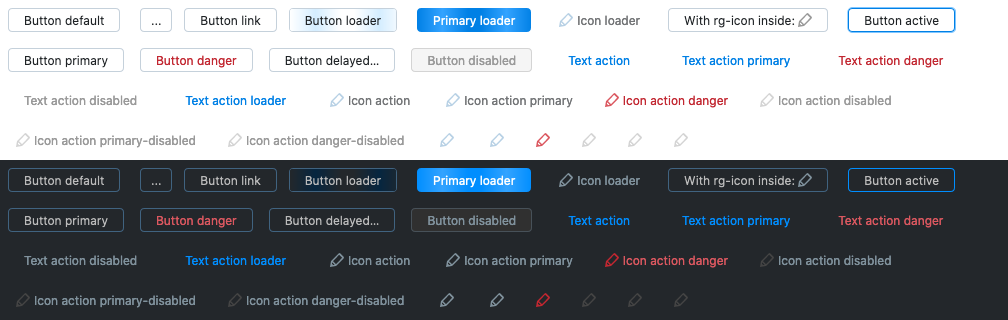 Button default ... Button link Button loader Primary loader Icon loader With rg-icon inside: Button active
Button primary Button danger Button delayed... Button disabled Text action Text action primary Text action danger
Text action disabled Text action loader Icon action Icon action primary Icon action danger Icon action disabled
Icon action primary-disabled Icon action danger-disabled
Button default ... Button link Button loader Primary loader Icon loader With rg-icon inside: Button active
Button primary Button danger Button delayed... Button disabled Text action Text action primary Text action danger
Text action disabled Text action loader Icon action Icon action primary Icon action danger Icon action disabled
Icon action primary-disabled Icon action danger-disabled